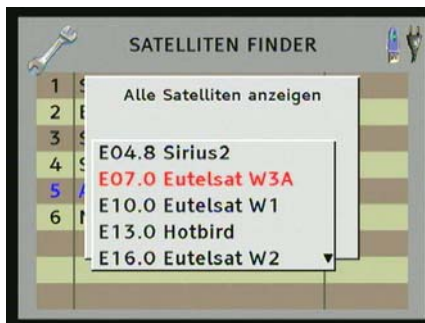 SATELLITEN FINDER
1 S
2 E
3 S
4 S
5 A
6 N
Alle Satelliten anzeigen
E04.8 Sirius2
E07.0 Eutelsat W3A
E10.0 Eutelsat W1
E13.0 Hotbird
E16.0 Eutelsat W2